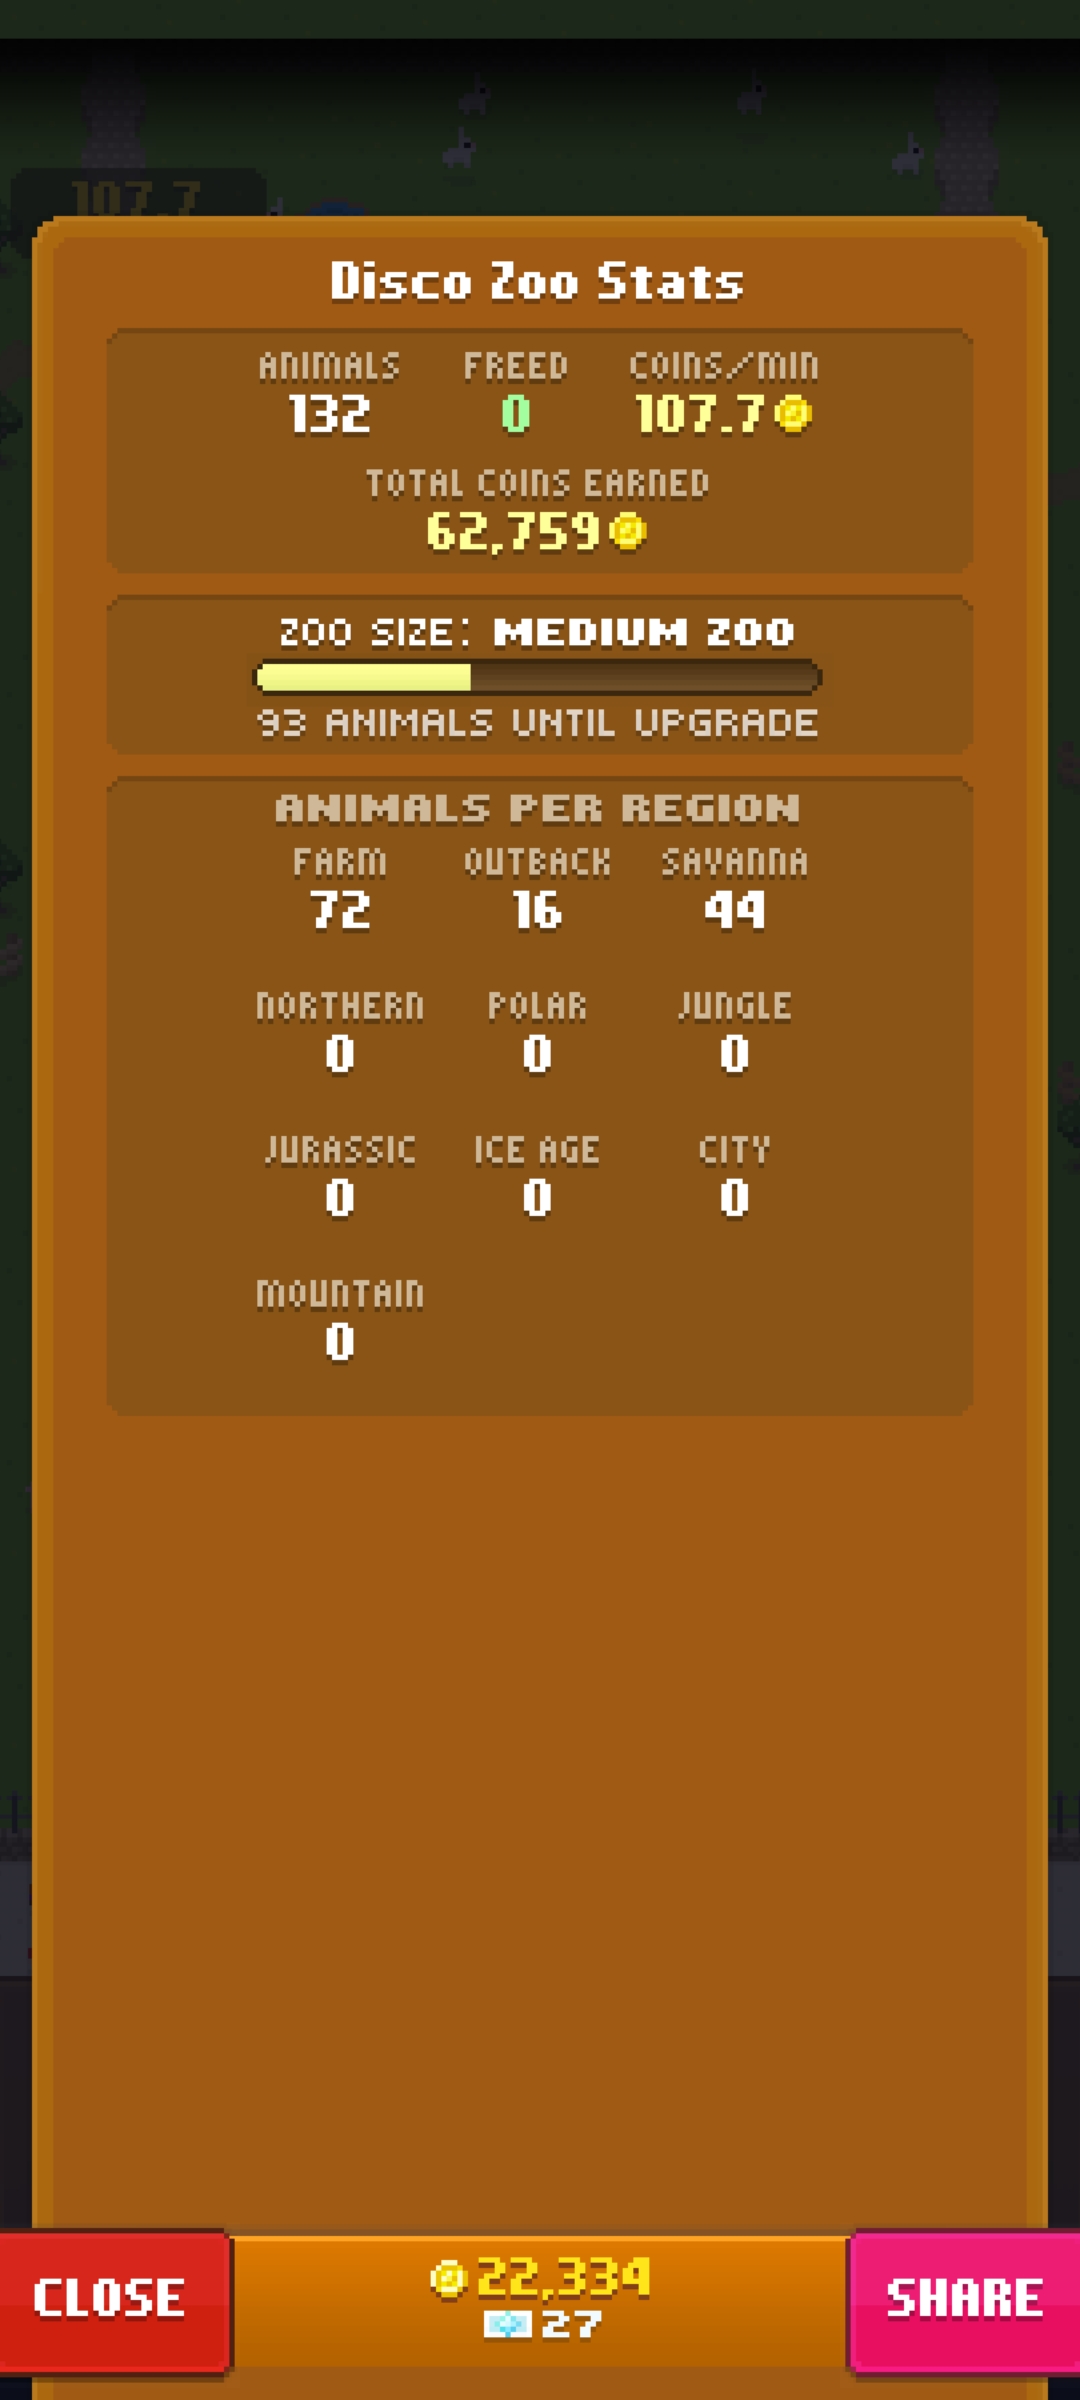 107.7
Disco Zoo Stats
ANIMALS FREED COINS/MIN
132 0 107.7
TOTAL COINS EARNED
62,759
ZOO SIZE: MEDIUM ZOO
93 ANIMALS UNTIL UPGRADE
ANIMALS PER REGION
FARM OUTBACK SAVANNA
72 16 44
NORTHERN POLAR JUNGLE
0 0 0
JURASSIC ICE AGE CITY
0 0 0
MOUNTAIN
0
CLOSE 22,334 SHARE
27